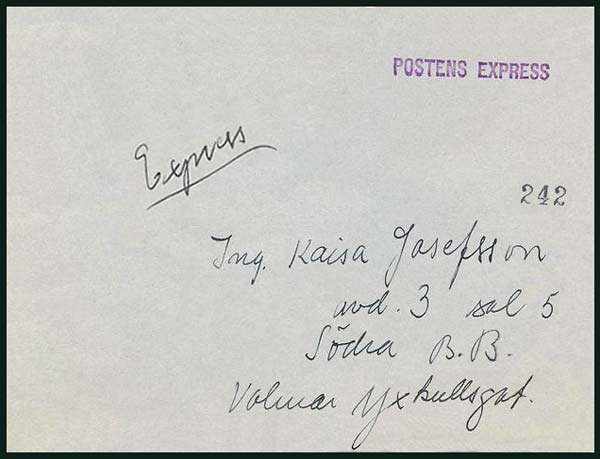 POSTENS EXPRESS
Express
242
Ing. Kaisa Josefsson
avd. 3 sal 5
Södra B.B.
Volmar Yxkullsgat.